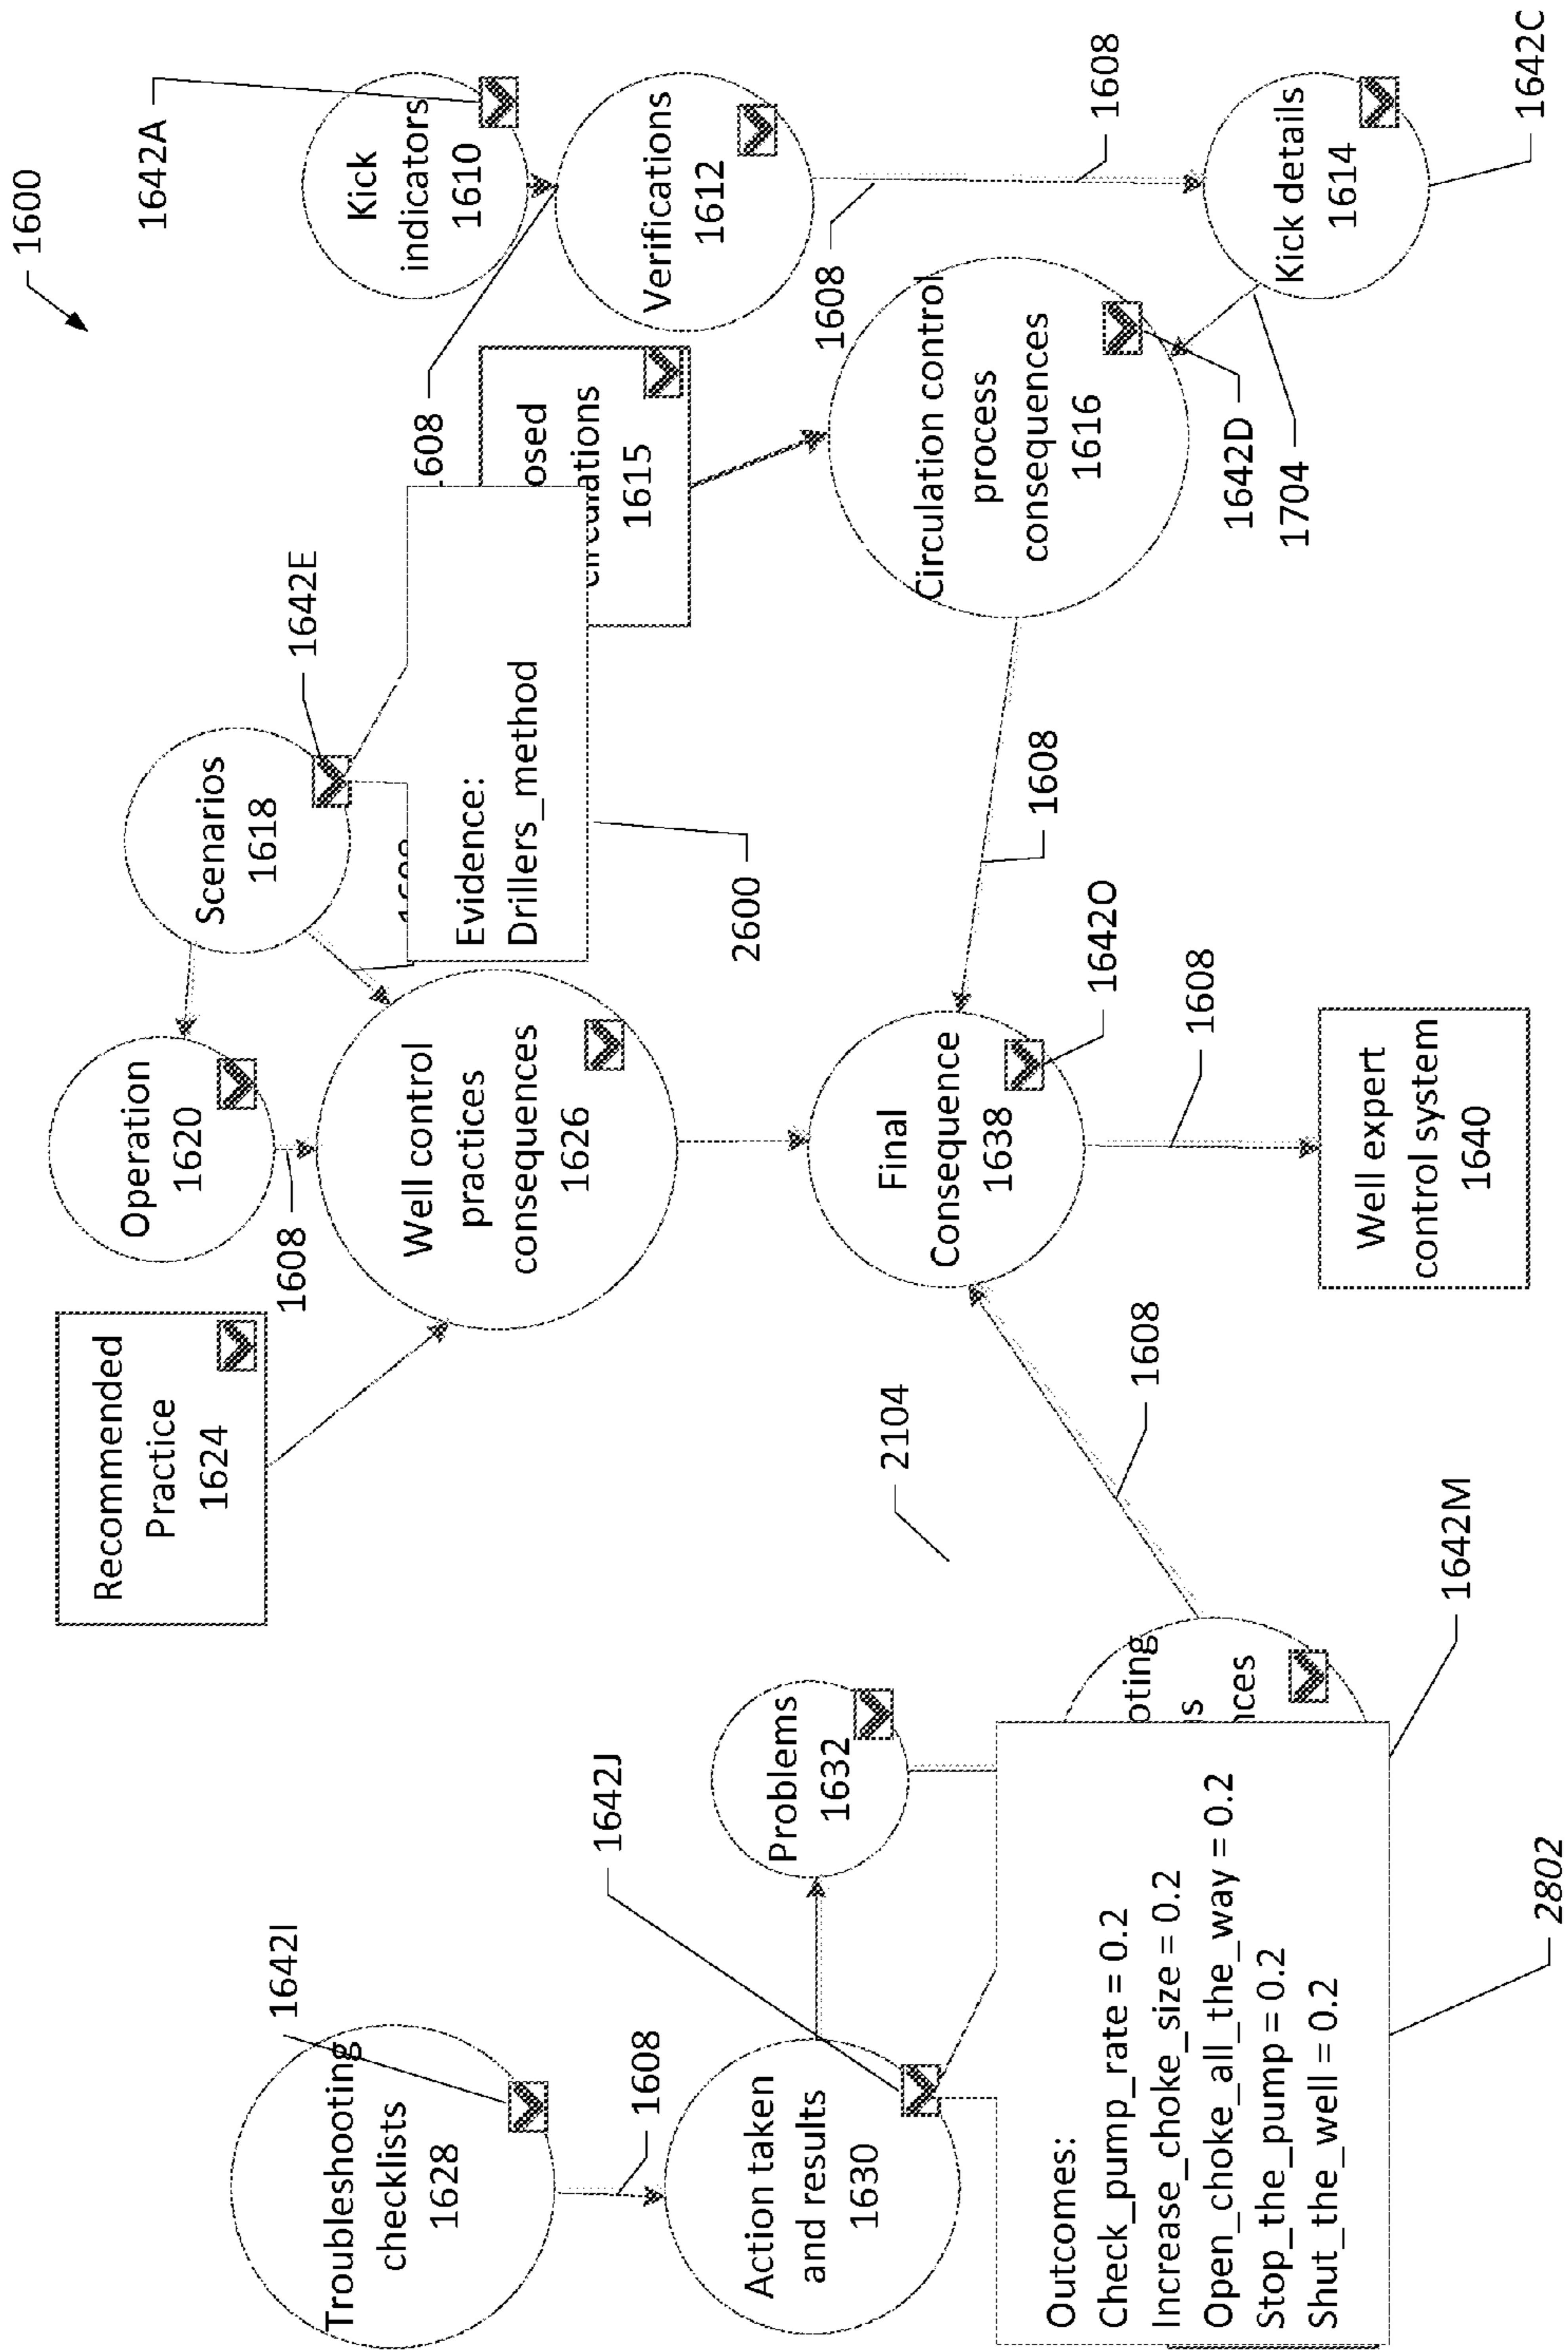 1600
Recommended
Practice
1624
Operation
1620
1608
Scenarios
1618
1642E
1642A
Kick
indicators
1610
Troubleshooting
checklists
1628
1642I
Well control
practices
consequences
1626
Evidence:
Drillers_method
2600
1615
Verifications
1612
1608
Action taken
and results
1630
1608
1642J
Problems
1632
2104
Final
Consequence
1638
1642O
1608
Circulation control
process
consequences
1616
1642D
1704
1608
1608
Kick details
1614
1642C
Outcomes:
Check_pump_rate = 0.2
Increase_choke_size = 0.2
Open_choke_all_the_way = 0.2
Stop_the_pump = 0.2
Shut_the_well = 0.2
1642M
2802
1608
1608
Well expert
control system
1640